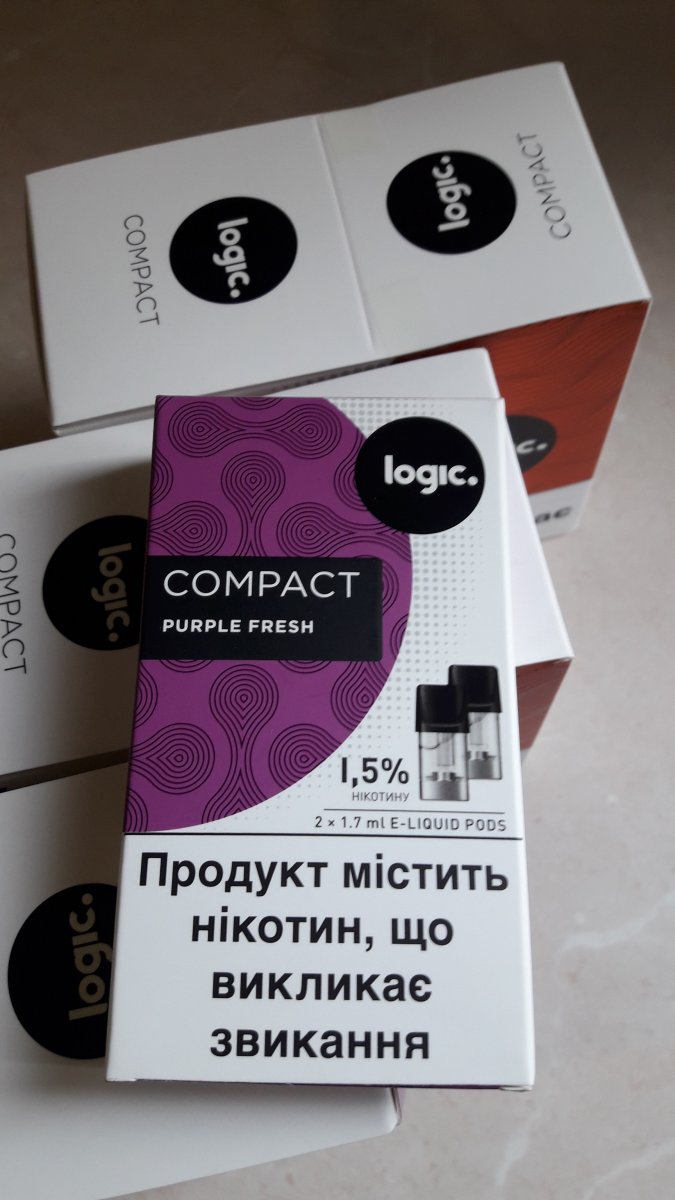 logic.
COMPACT
logic.
COMPACT
logic.
COMPACT
PURPLE FRESH
1,5%
НІКОТИНУ
2 × 1.7 ml E-LIQUID PODS
Продукт містить
нікотин, що
викликає
звикання
logic.
COMPACT
logic.